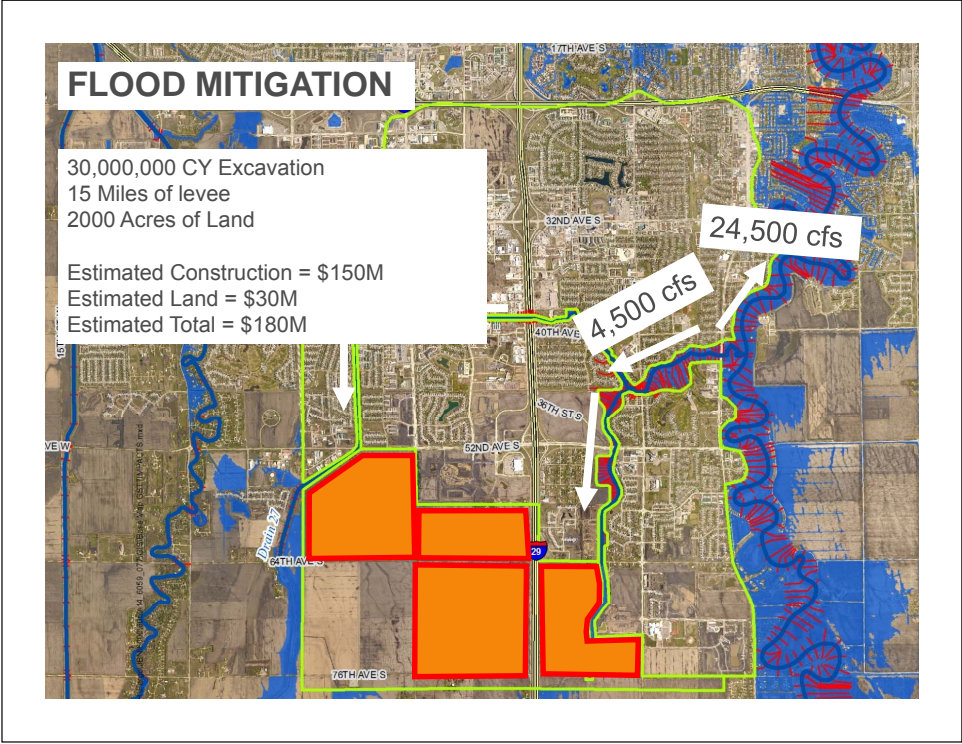 17TH AVE S
FLOOD MITIGATION
30,000,000 CY Excavation
15 Miles of levee
2000 Acres of Land
Estimated Construction = $150M
Estimated Land = $30M
Estimated Total = $180M
32ND AVE S
24,500 cfs
4,500 cfs
40TH AVE
36TH ST S
52ND AVE S
VE W
Drain 27
64TH AVE S
29
76TH AVE S